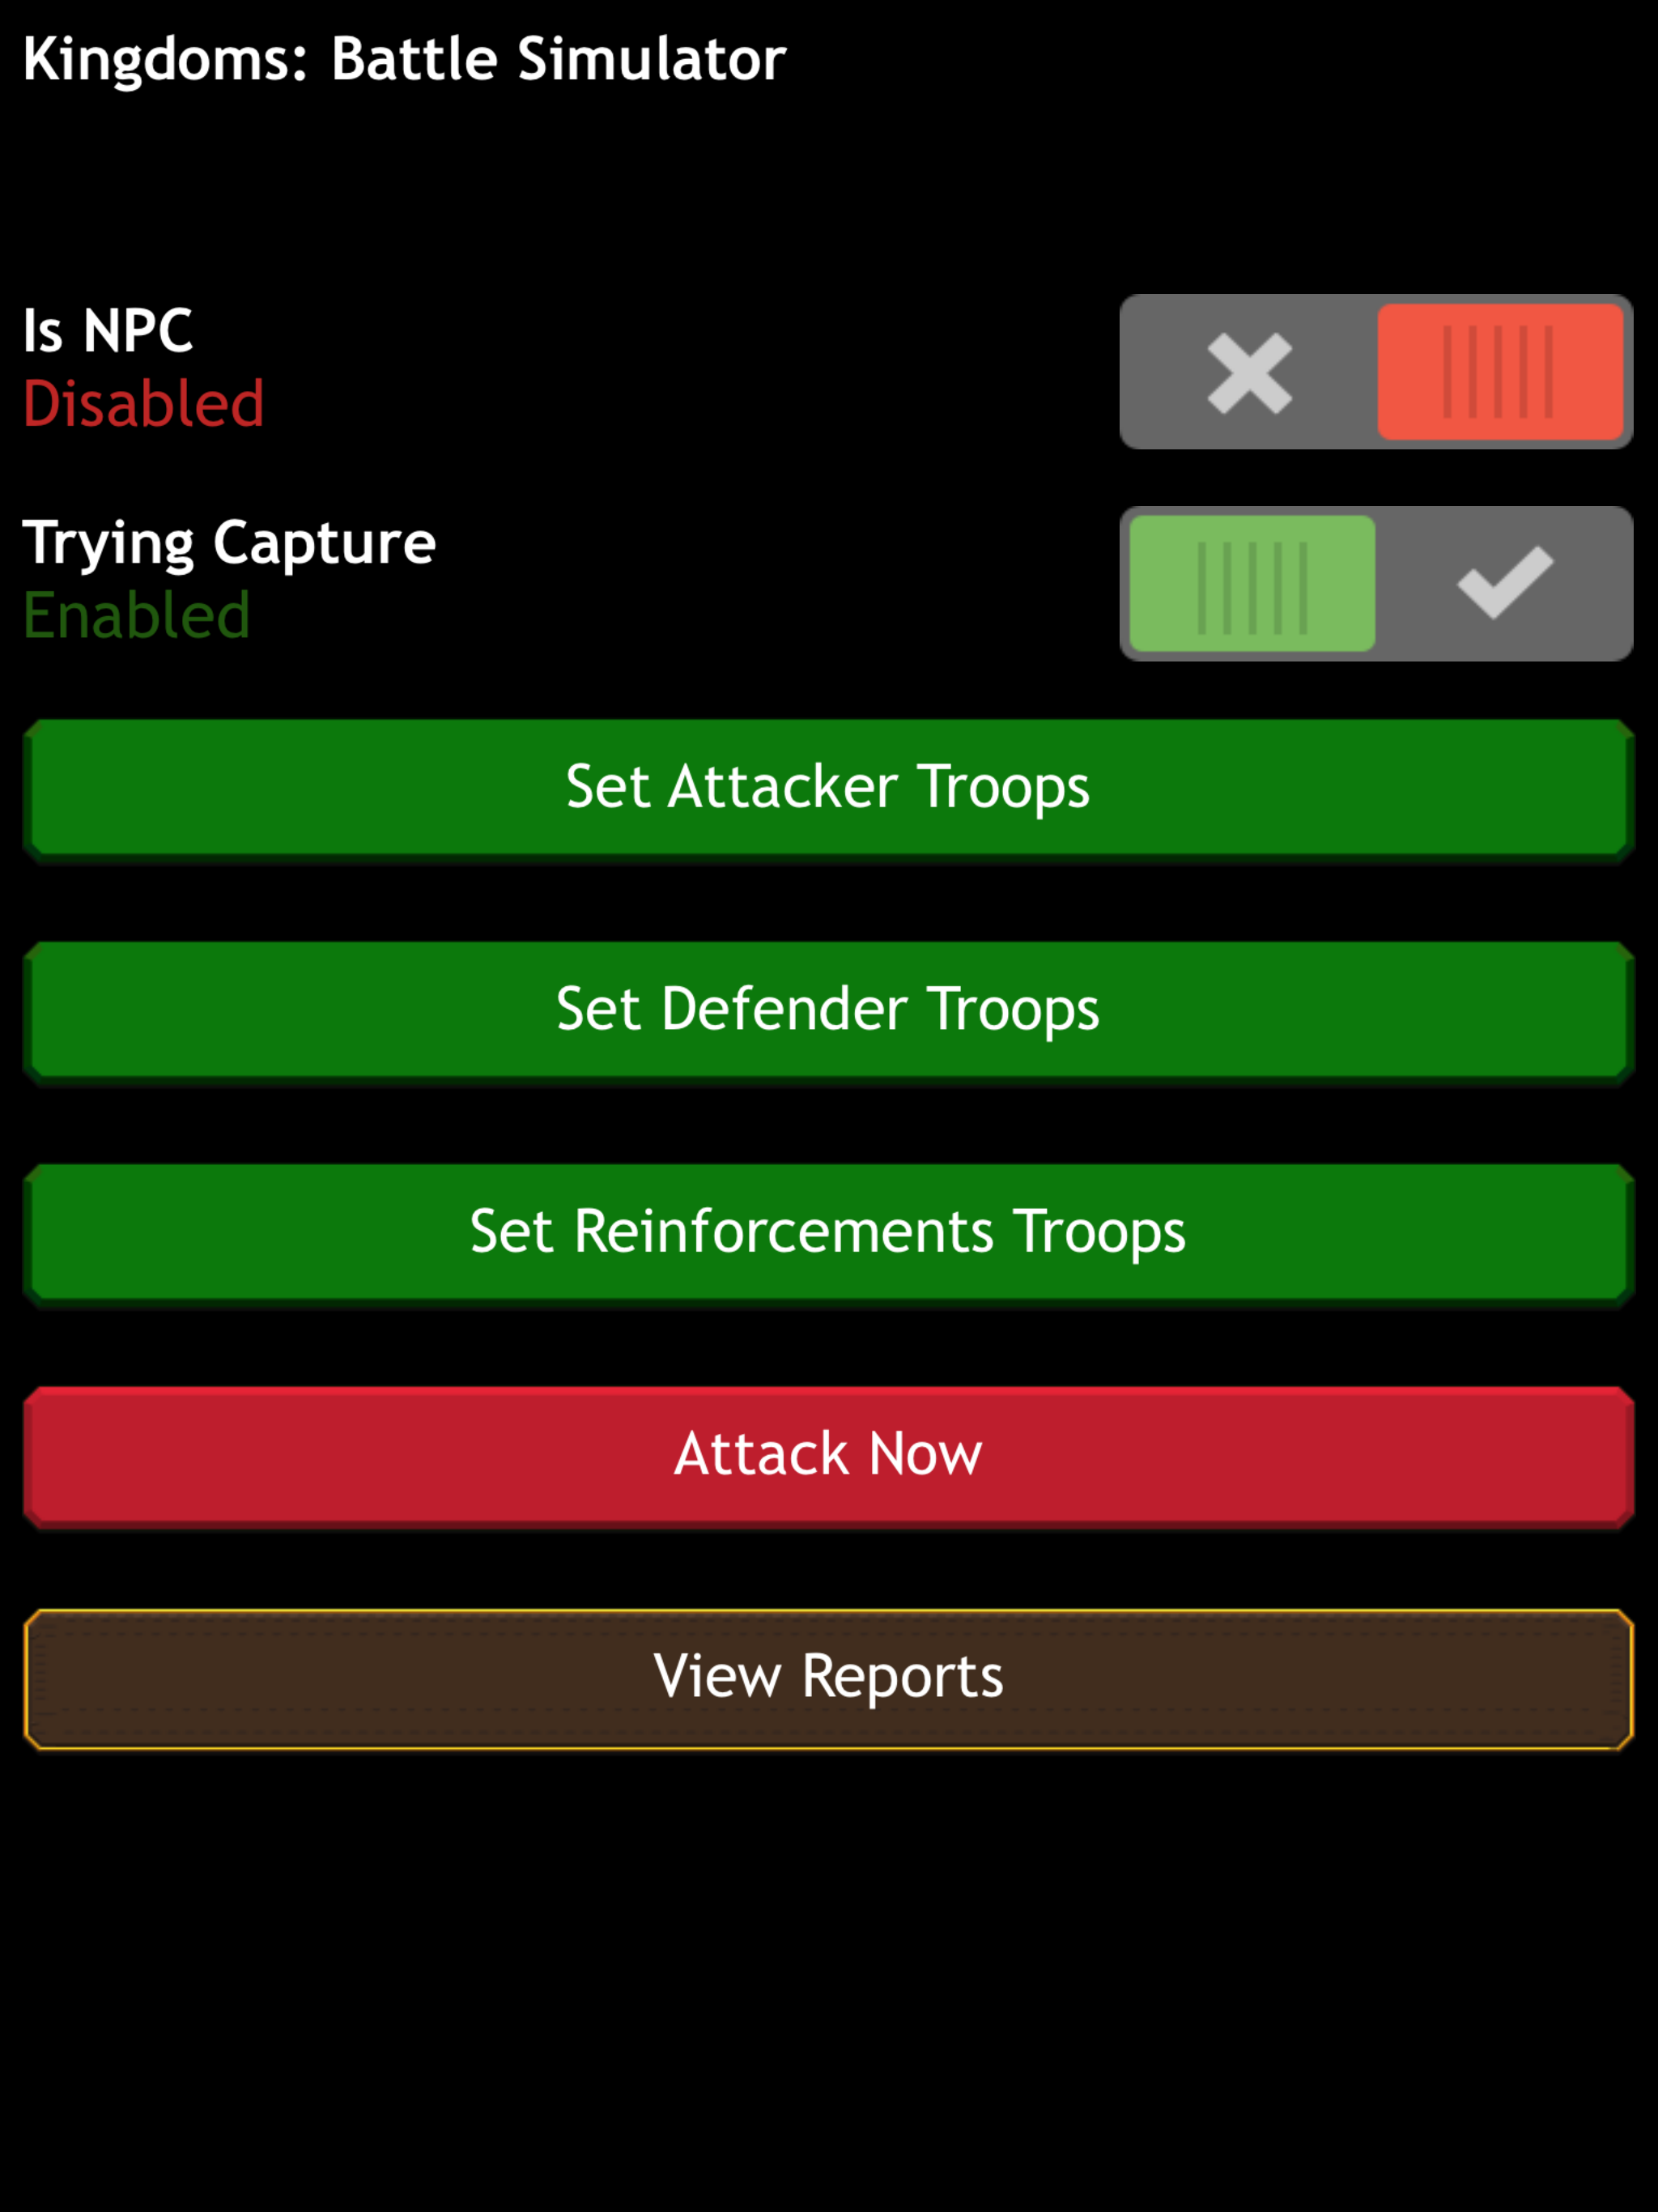 Kingdoms: Battle Simulator
Is NPC
Disabled
Trying Capture
Enabled
Set Attacker Troops
Set Defender Troops
Set Reinforcements Troops
Attack Now
View Reports